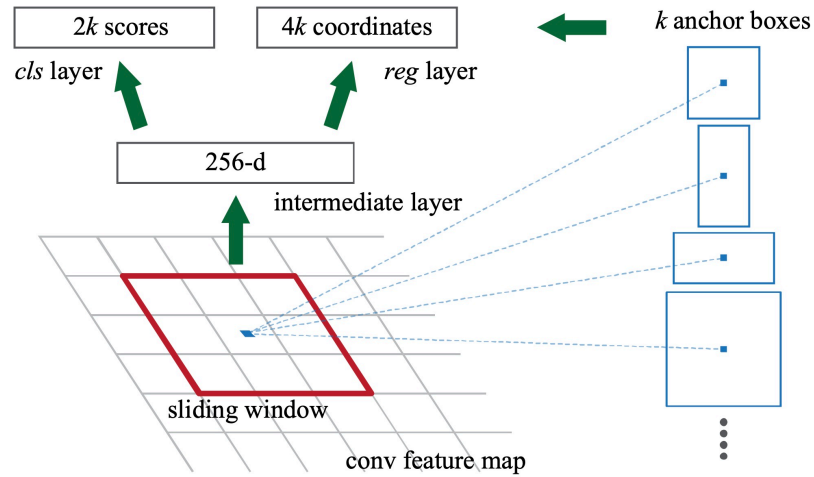 2k scores
4k coordinates
k anchor boxes
cls layer
reg layer
256-d
intermediate layer
sliding window
conv feature map